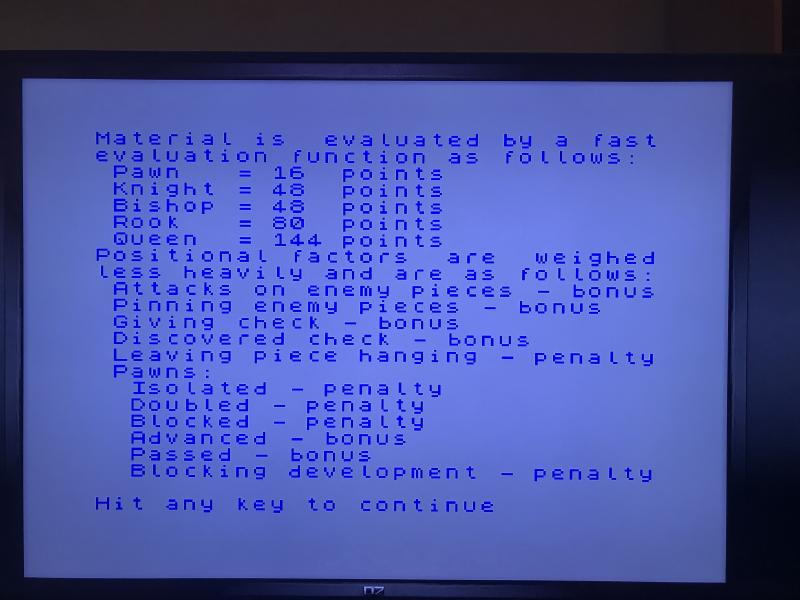 Material is evaluated by a fast
evaluation function as follows:
Pawn = 16 points
Knight = 48 points
Bishop = 48 points
Rook = 80 points
Queen = 144 points
Positional factors are weighed
less heavily and are as follows:
Attacks on enemy pieces - bonus
Pinning enemy pieces - bonus
Giving check - bonus
Discovered check - bonus
Leaving piece hanging - penalty
Pawns:
Isolated - penalty
Doubled - penalty
Blocked - penalty
Advanced - bonus
Passed - bonus
Blocking development - penalty
Hit any key to continue